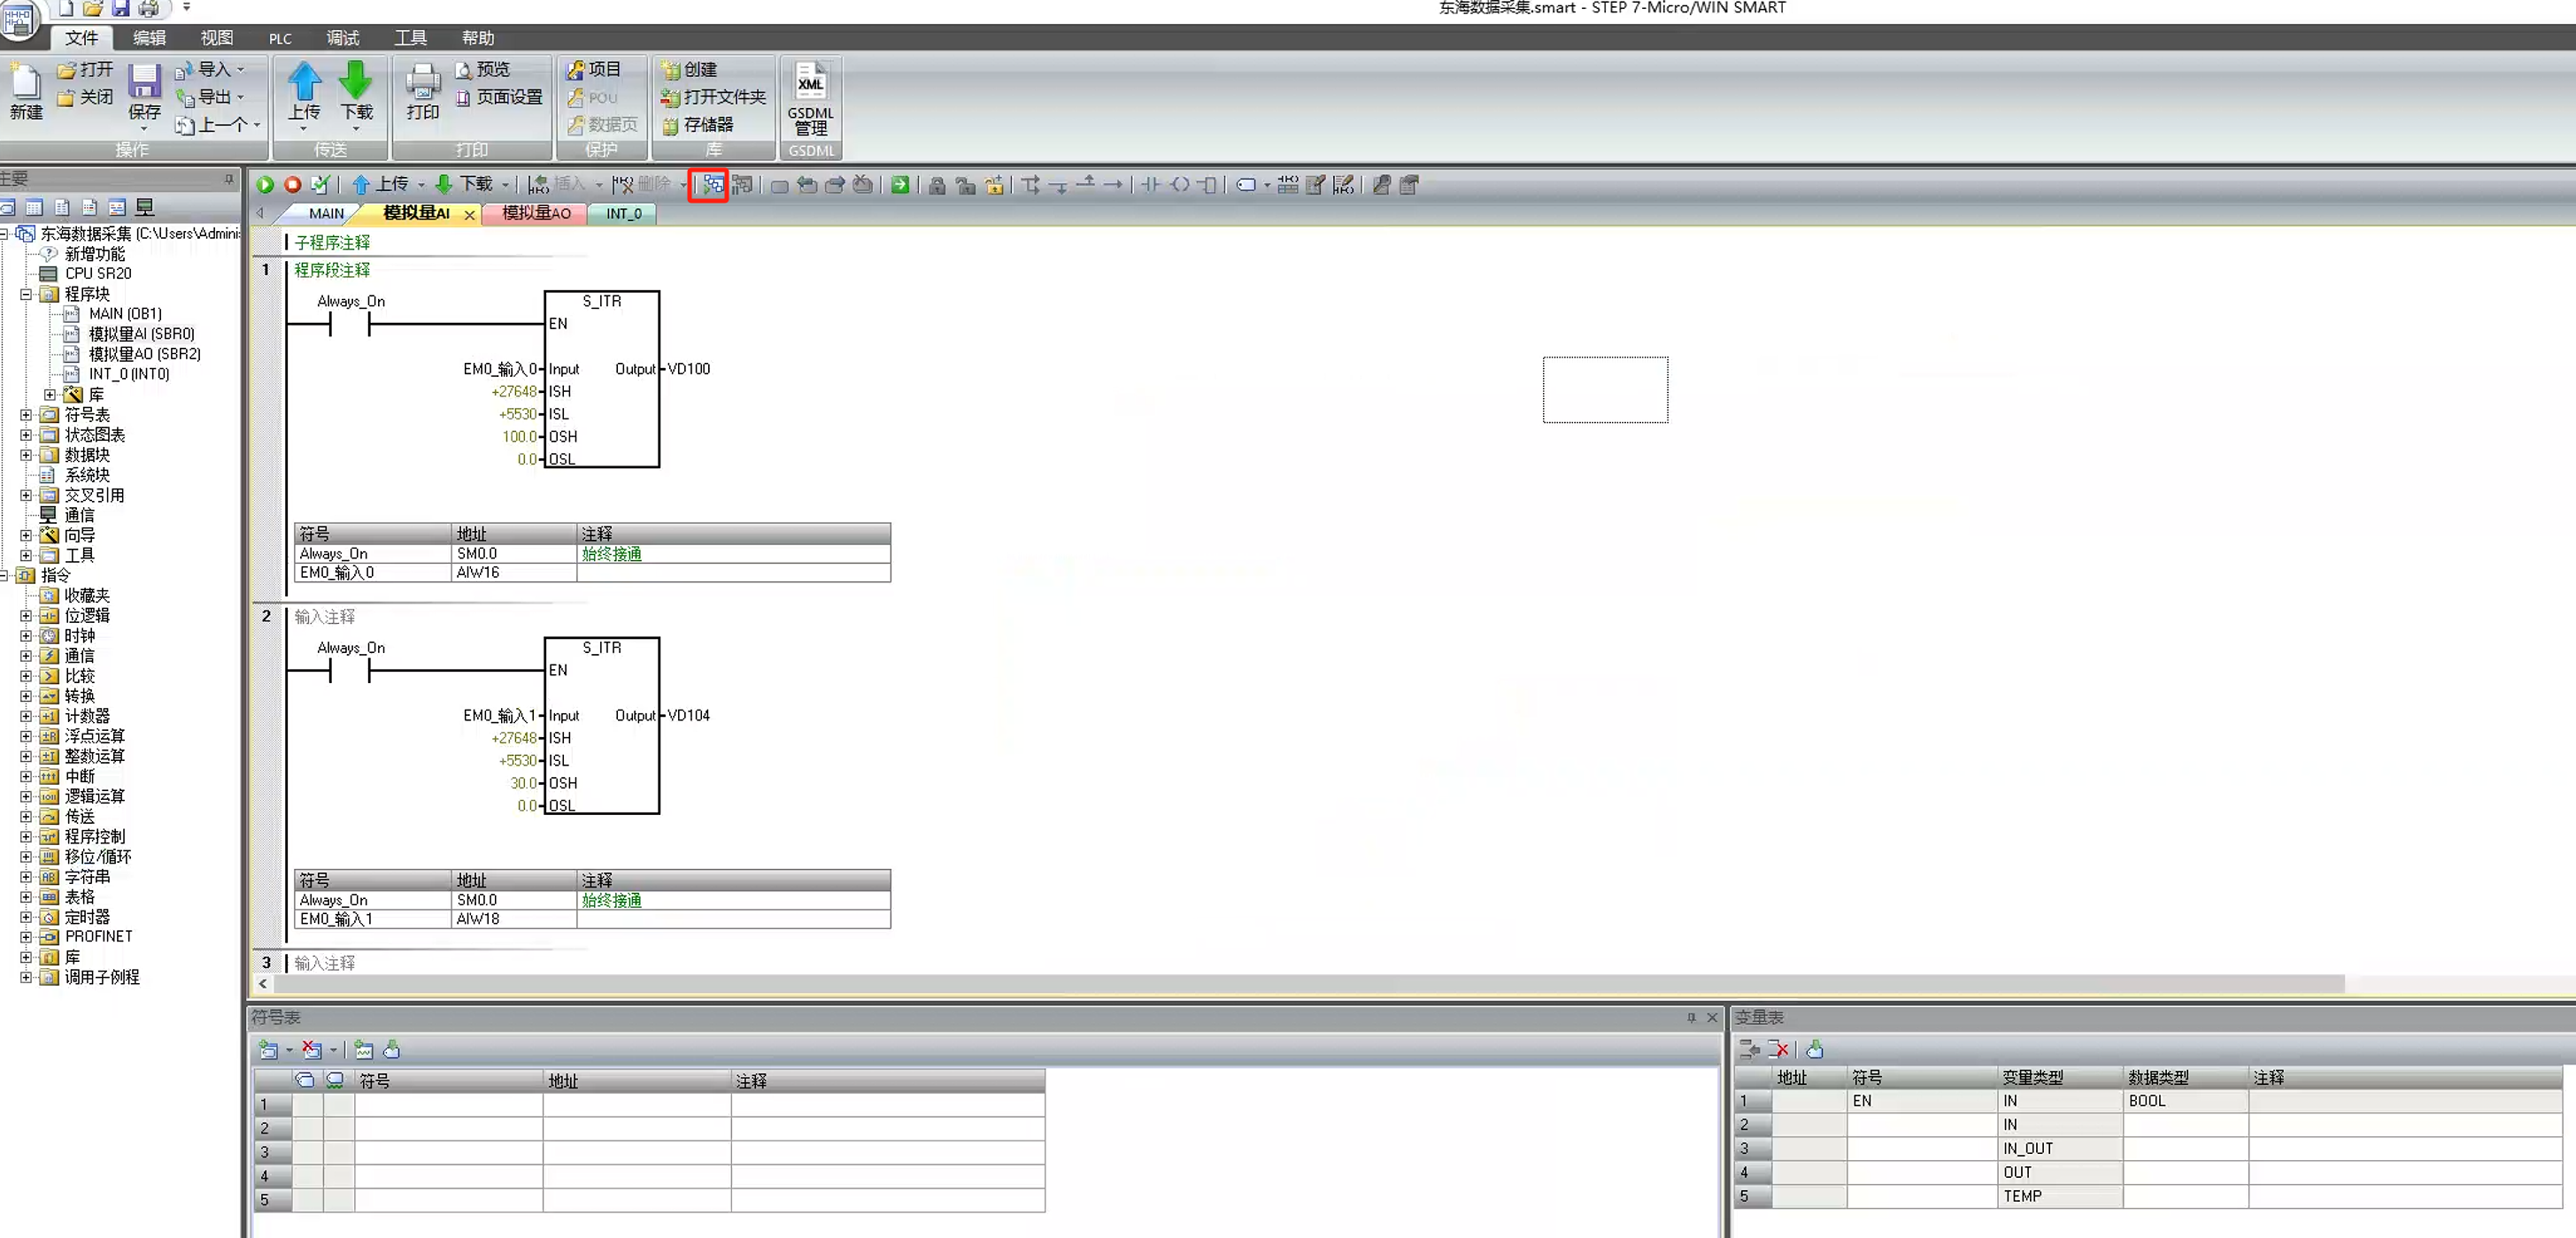 东海数据采集.smart - STEP 7-Micro/WIN SMART
文件 编辑 视图 PLC 调试 工具 帮助
新建 打开 关闭 保存 导入 导出 上一个
上传 下载
打印 预览 页面设置
项目 POU 数据页
创建 打开文件夹 存储器
XML GSDML 管理
操作 传送 打印 保护 库 GSDML
主要
上传 下载 插入 删除
MAIN 模拟量AI 模拟量AO INT_0
东海数据采集 (C:\Users\Admini
新增功能
CPU SR20
程序块
MAIN (OB1)
模拟量AI (SBR0)
模拟量AO (SBR2)
INT_0 (INT0)
库
符号表
状态图表
数据块
系统块
交叉引用
通信
向导
工具
指令
收藏夹
位逻辑
时钟
通信
比较
转换
计数器
浮点运算
整数运算
中断
逻辑运算
传送
程序控制
移位/循环
字符串
表格
定时器
PROFINET
库
调用子例程
子程序注释
1 程序段注释
Always_On S_ITR
EN
EM0_输入0 Input Output VD100
+27648 ISH
+5530 ISL
100.0 OSH
0.0 OSL
符号 地址 注释
Always_On SM0.0 始终接通
EM0_输入0 AIW16
2 输入注释
Always_On S_ITR
EN
EM0_输入1 Input Output VD104
+27648 ISH
+5530 ISL
30.0 OSH
0.0 OSL
符号 地址 注释
Always_On SM0.0 始终接通
EM0_输入1 AIW18
3 输入注释
符号表
符号 地址 注释
1
2
3
4
5
变量表
地址 符号 变量类型 数据类型 注释
1 EN IN BOOL
2 IN
3 IN_OUT
4 OUT
5 TEMP